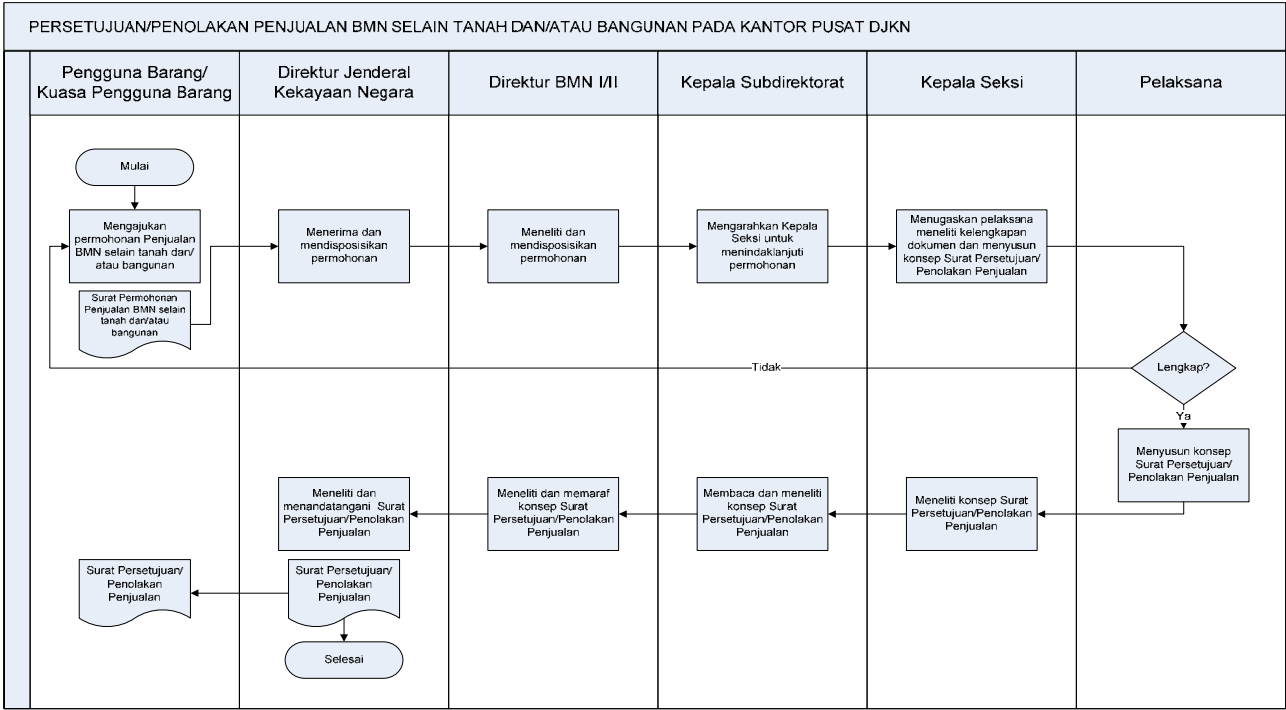 PERSETUJUAN/PENOLAKAN PENJUALAN BMN SELAIN TANAH DAN/ATAU BANGUNAN PADA KANTOR PUSAT DJKN
Pengguna Barang/
Kuasa Pengguna Barang
Direktur Jenderal
Kekayaan Negara
Direktur BMN I/II
Kepala Subdirektorat
Kepala Seksi
Pelaksana
Mulai
Mengajukan
permohonan Penjualan
BMN selain tanah dan/
atau bangunan
Surat Permohonan
Penjualan BMN selain
tanah dan/atau
bangunan
Menerima dan
mendisposisikan
permohonan
Meneliti dan
mendisposisikan
permohonan
Mengarahkan Kepala
Seksi untuk
menindaklanjuti
permohonan
Menugaskan pelaksana
meneliti kelengkapan
dokumen dan menyusun
konsep Surat Persetujuan/
Penolakan Penjualan
Lengkap?
Tidak
Ya
Menyusun konsep
Surat Persetujuan/
Penolakan Penjualan
Meneliti konsep Surat
Persetujuan/Penolakan
Penjualan
Membaca dan meneliti
konsep Surat
Persetujuan/Penolakan
Penjualan
Meneliti dan memaraf
konsep Surat
Persetujuan/Penolakan
Penjualan
Meneliti dan
menandatangani Surat
Persetujuan/Penolakan
Penjualan
Surat Persetujuan/
Penolakan
Penjualan
Surat Persetujuan/
Penolakan
Penjualan
Selesai